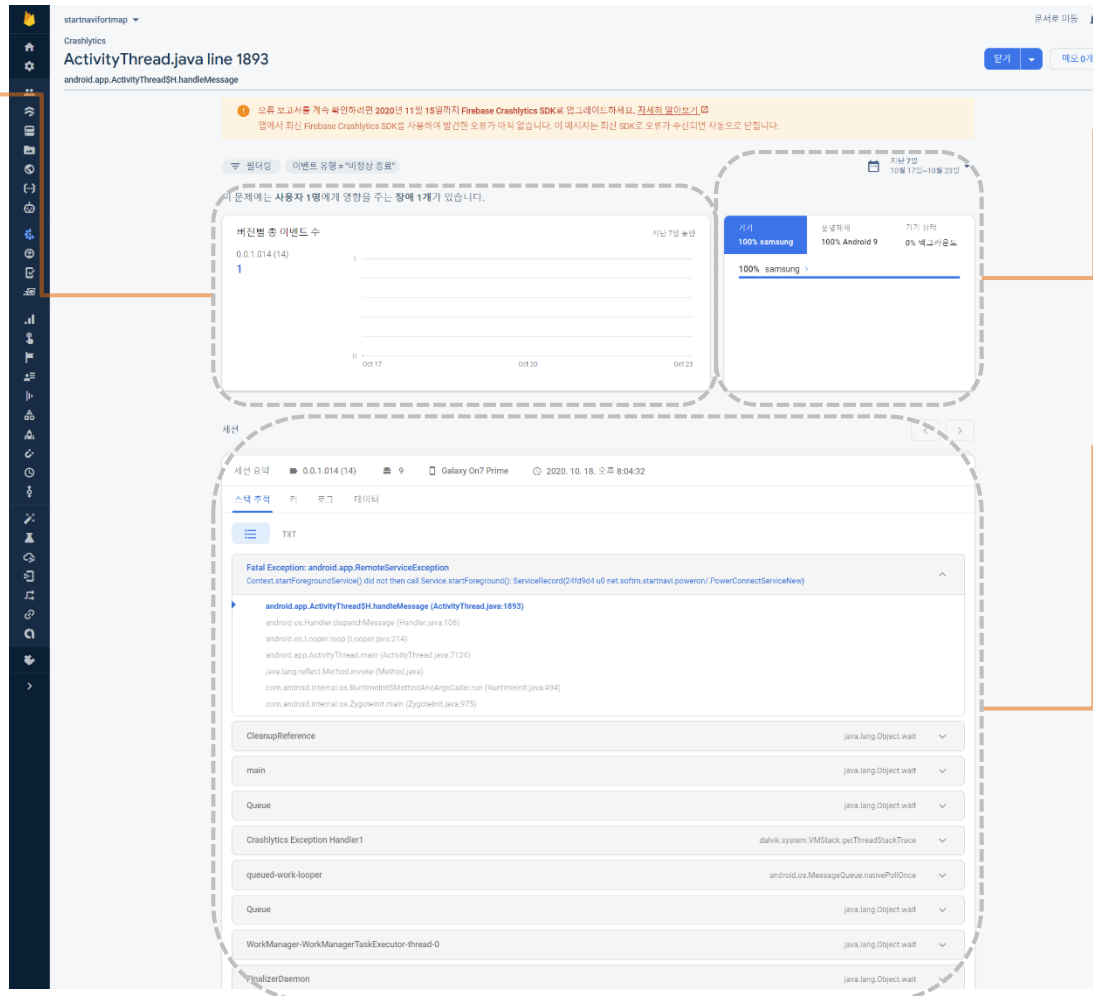 startnavifortmap
문서로 이동
Crashlytics
ActivityThread.java line 1893
닫기
메모 0개
android.app.ActivityThread$H.handleMessage
오류 보고서를 계속 확인하려면 2020년 11월 15일까지 Firebase Crashlytics SDK로 업그레이드하세요. 자세히 알아보기
앱에서 최신 Firebase Crashlytics SDK를 사용하여 발견한 오류가 아직 없습니다. 이 메시지는 최신 SDK로 오류가 수신되면 자동으로 닫힙니다.
필터링
이벤트 유형 = "비정상 종료"
지난 7일
10월 17일~10월 23일
이 문제에는 사용자 1명에게 영향을 주는 장애 1개가 있습니다.
버전별 총 이벤트 수
지난 7일 동안
0.0.1.014 (14)
1
1
0
Oct 17
Oct 20
Oct 23
기기
100% samsung
운영체제
100% Android 9
기기 상태
0% 백그라운드
100% samsung
세션
세션 요약
0.0.1.014 (14)
9
Galaxy On7 Prime
2020. 10. 18. 오후 8:04:32
스택 추적
키
로그
데이터
TXT
Fatal Exception: android.app.RemoteServiceException
Context.startForegroundService() did not then call Service.startForeground(): ServiceRecord{24fd9d4 u0 net.softm.startnavi.poweron/.PowerConnectServiceNew}
android.app.ActivityThread$H.handleMessage (ActivityThread.java:1893)
android.os.Handler.dispatchMessage (Handler.java:106)
android.os.Looper.loop (Looper.java:214)
android.app.ActivityThread.main (ActivityThread.java:7124)
java.lang.reflect.Method.invoke (Method.java)
com.android.internal.os.RuntimeInit$MethodAndArgsCaller.run (RuntimeInit.java:494)
com.android.internal.os.ZygoteInit.main (ZygoteInit.java:975)
CleanupReference
java.lang.Object.wait
main
java.lang.Object.wait
Queue
java.lang.Object.wait
Crashlytics Exception Handler1
dalvik.system.VMStack.getThreadStackTrace
queued-work-looper
android.os.MessageQueue.nativePollOnce
Queue
java.lang.Object.wait
WorkManager-WorkManagerTaskExecutor-thread-0
java.lang.Object.wait
FinalizerDaemon
java.lang.Object.wait